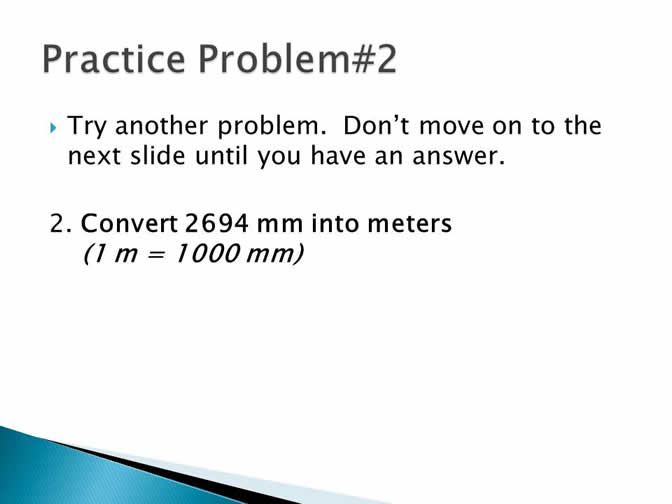 Practice Problem#2
Try another problem.  Don’t move on to the
next slide until you have an answer.
2. Convert 2694 mm into meters
(1 m = 1000 mm)